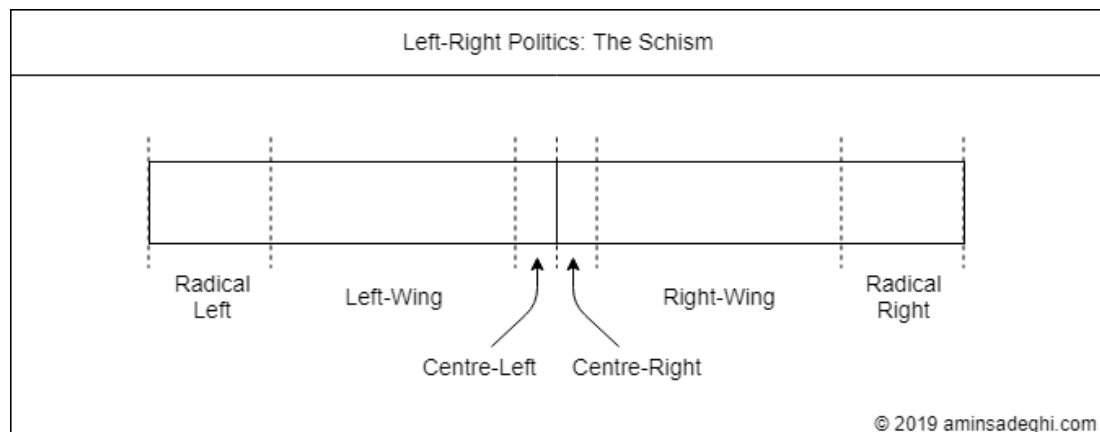 Left-Right Politics: The Schism
Radical
Left
Left-Wing
Right-Wing
Radical
Right
Centre-Left
Centre-Right
© 2019 aminsadeghi.com